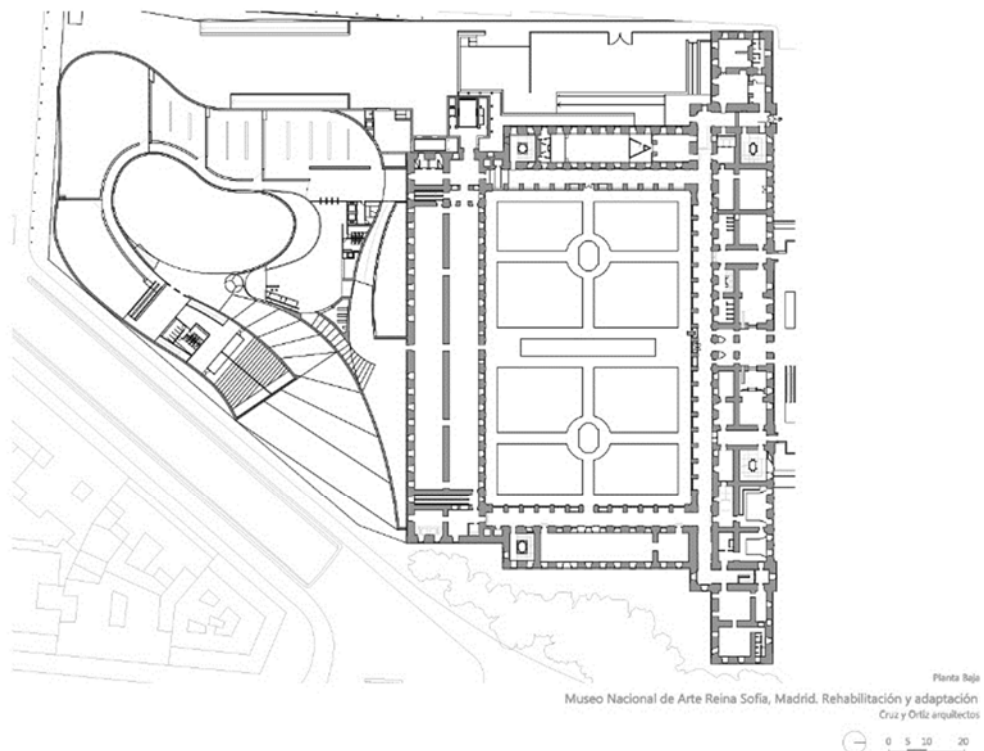 Planta Baja
Museo Nacional de Arte Reina Sofía, Madrid. Rehabilitación y adaptación
Cruz y Ortiz arquitectos
0 5 10 20